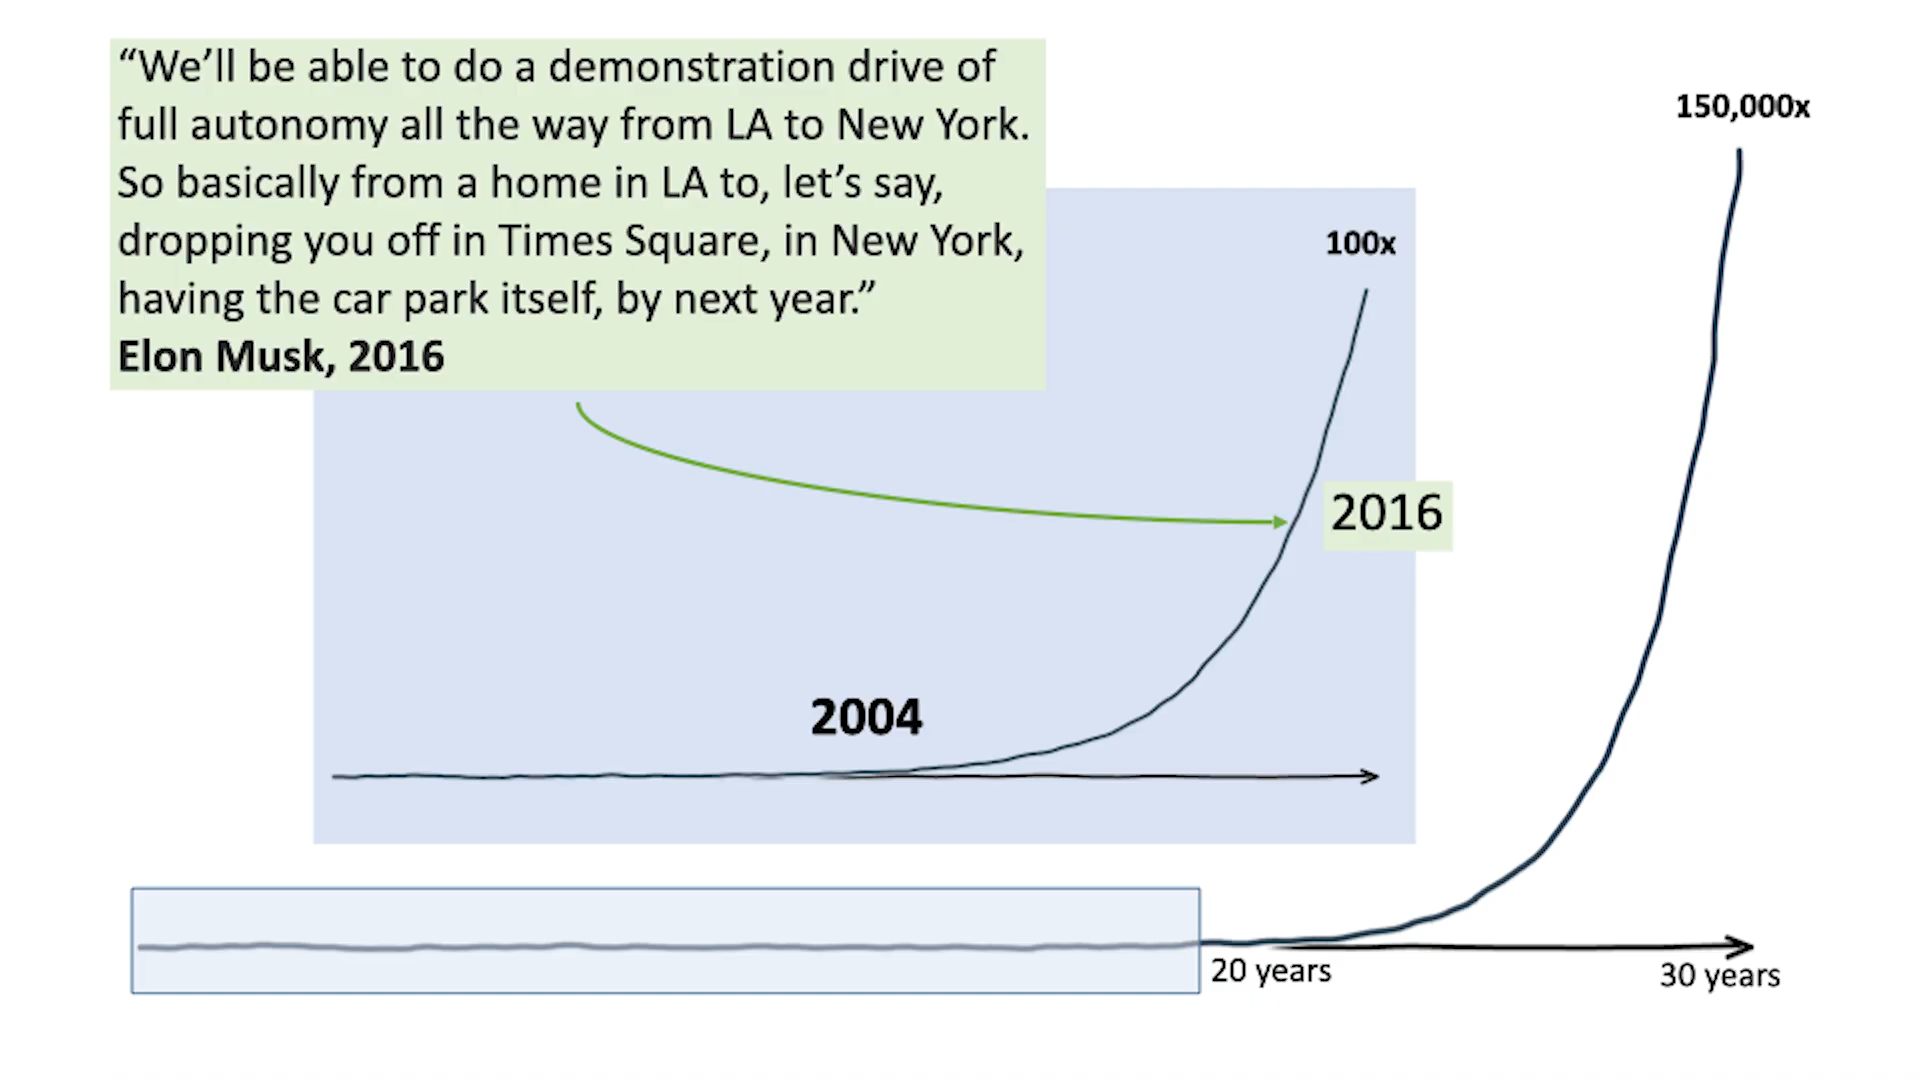 “We’ll be able to do a demonstration drive of
full autonomy all the way from LA to New York.
So basically from a home in LA to, let’s say,
dropping you off in Times Square, in New York,
having the car park itself, by next year.”
Elon Musk, 2016
150,000x
100x
2016
2004
20 years
30 years